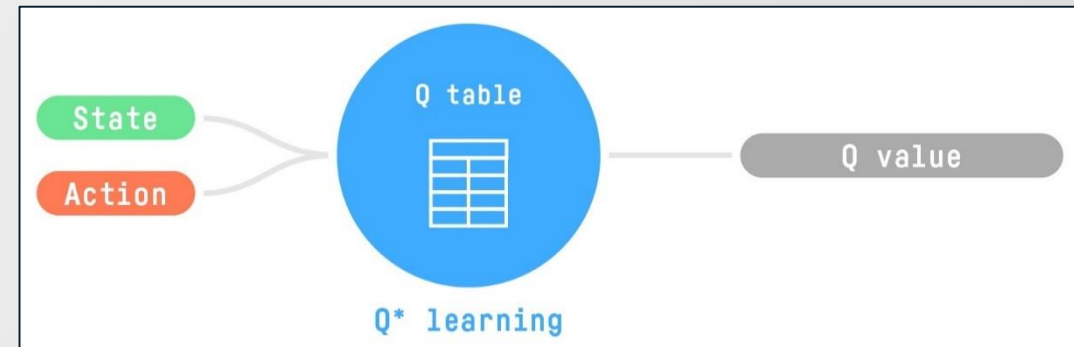 State
Action
Q table
Q value
Q* learning